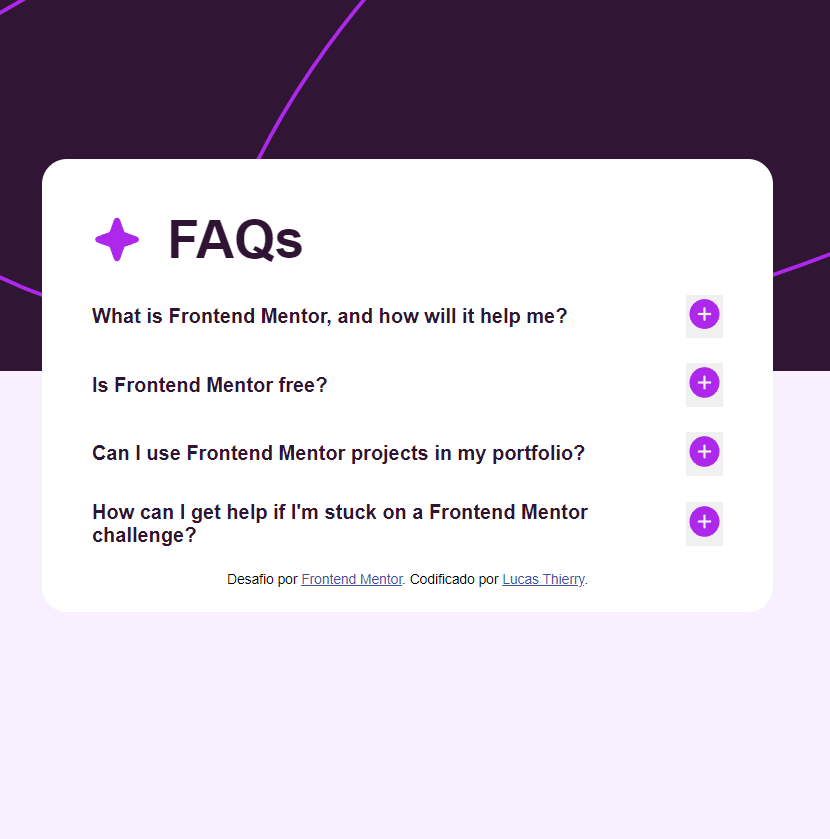 FAQs
What is Frontend Mentor, and how will it help me?
Is Frontend Mentor free?
Can I use Frontend Mentor projects in my portfolio?
How can I get help if I'm stuck on a Frontend Mentor
challenge?
Desafio por Frontend Mentor. Codificado por Lucas Thierry.